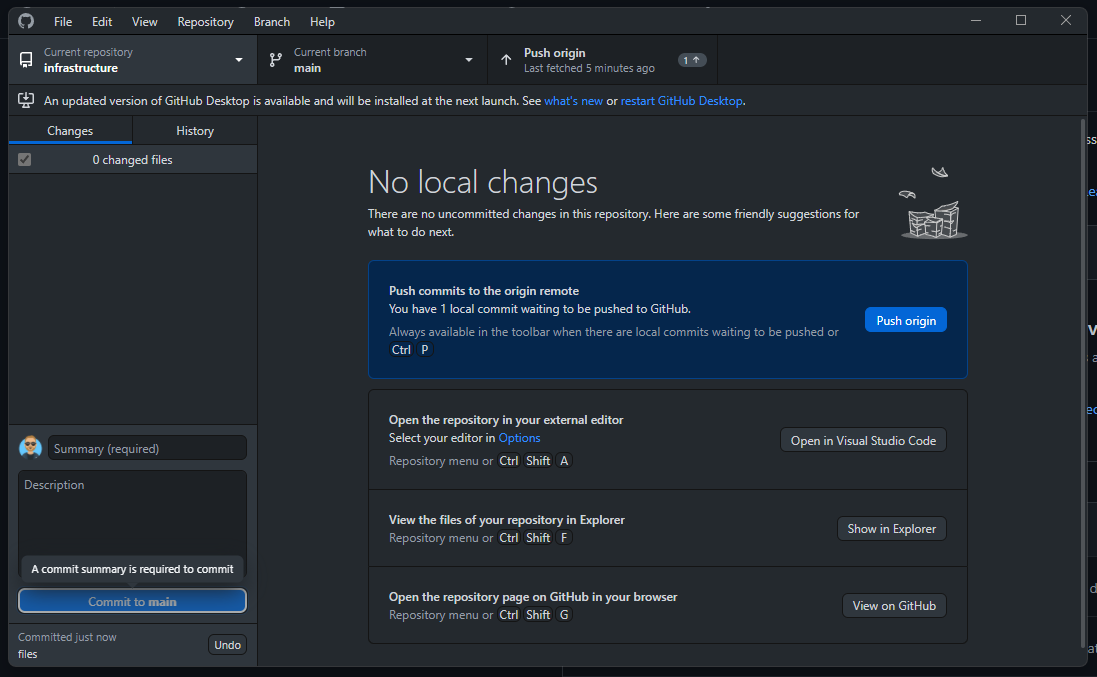 File Edit View Repository Branch Help
Current repository
infrastructure
Current branch
main
Push origin
Last fetched 5 minutes ago
1
An updated version of GitHub Desktop is available and will be installed at the next launch. See what's new or restart GitHub Desktop.
Changes
History
0 changed files
No local changes
There are no uncommitted changes in this repository. Here are some friendly suggestions for
what to do next.
Push commits to the origin remote
You have 1 local commit waiting to be pushed to GitHub.
Always available in the toolbar when there are local commits waiting to be pushed or
Ctrl P
Push origin
Open the repository in your external editor
Select your editor in Options
Repository menu or Ctrl Shift A
Open in Visual Studio Code
View the files of your repository in Explorer
Repository menu or Ctrl Shift F
Show in Explorer
Open the repository page on GitHub in your browser
Repository menu or Ctrl Shift G
View on GitHub
Summary (required)
Description
A commit summary is required to commit
Commit to main
Committed just now
files
Undo